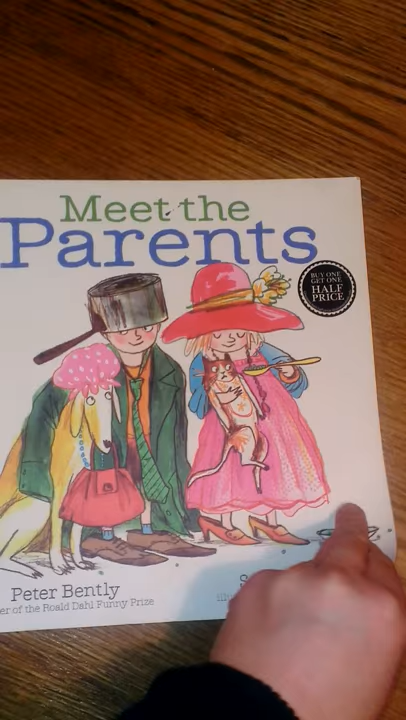 Meet the
Parents
BUY ONE
GET ONE
HALF
PRICE
Peter Bently
er of the Roald Dahl Funny Prize
S